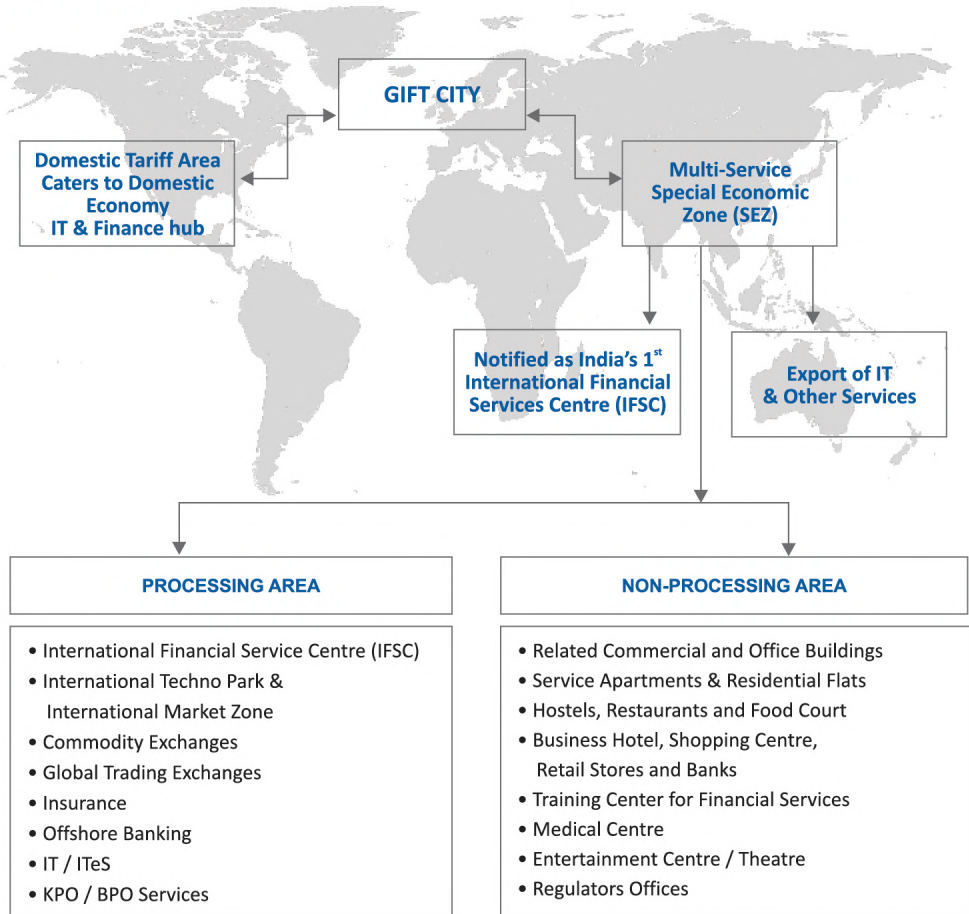 GIFT CITY
Domestic Tariff Area
Caters to Domestic
Economy
IT & Finance hub
Multi-Service
Special Economic
Zone (SEZ)
Notified as India's 1st
International Financial
Services Centre (IFSC)
Export of IT
& Other Services
PROCESSING AREA
• International Financial Service Centre (IFSC)
• International Techno Park &
International Market Zone
• Commodity Exchanges
• Global Trading Exchanges
• Insurance
• Offshore Banking
• IT / ITeS
• KPO / BPO Services
NON-PROCESSING AREA
• Related Commercial and Office Buildings
• Service Apartments & Residential Flats
• Hostels, Restaurants and Food Court
• Business Hotel, Shopping Centre,
Retail Stores and Banks
• Training Center for Financial Services
• Medical Centre
• Entertainment Centre / Theatre
• Regulators Offices